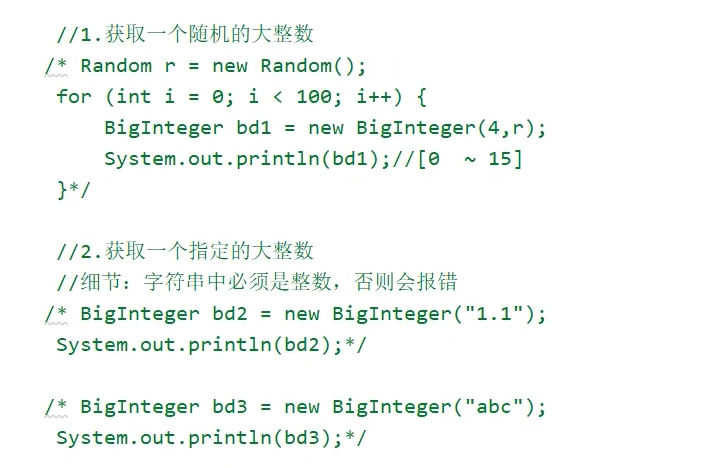 //1.获取一个随机的大整数
/* Random r = new Random();
for (int i = 0; i < 100; i++) {
BigInteger bd1 = new BigInteger(4,r);
System.out.println(bd1);//[0  ~ 15]
}*/
//2.获取一个指定的大整数
//细节：字符串中必须是整数，否则会报错
/* BigInteger bd2 = new BigInteger("1.1");
System.out.println(bd2);*/
/* BigInteger bd3 = new BigInteger("abc");
System.out.println(bd3);*/